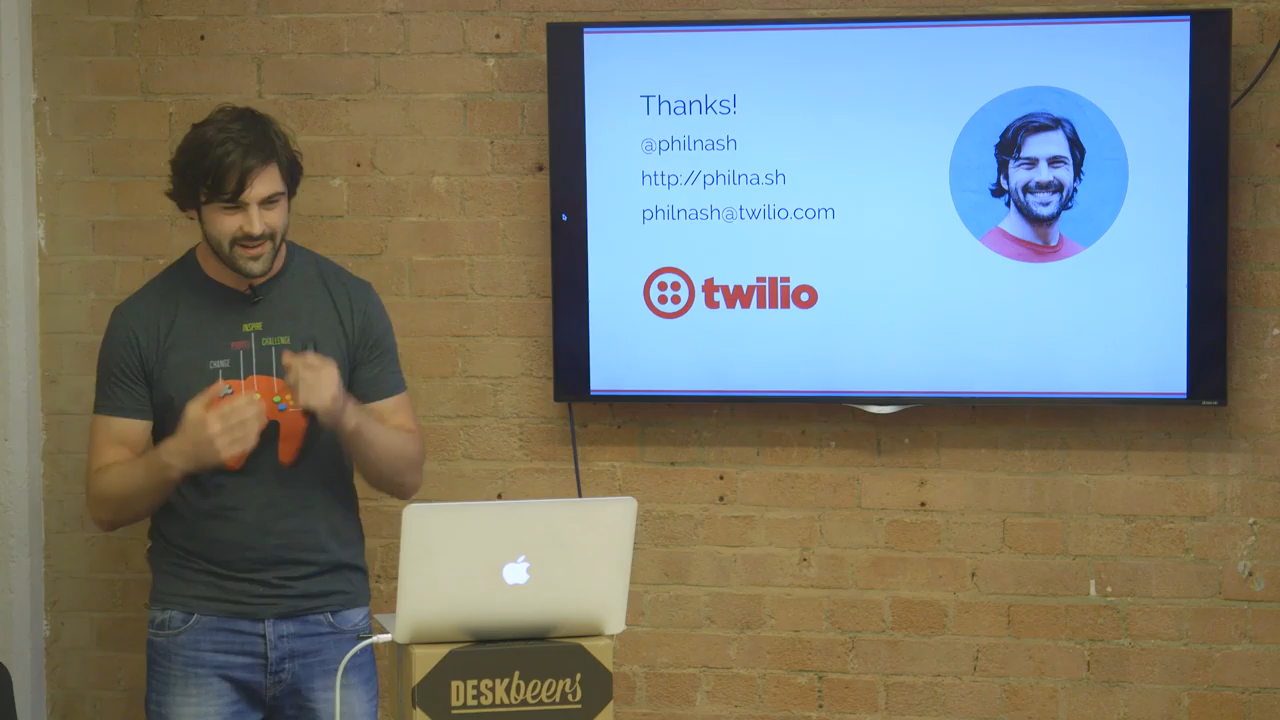 Thanks!
@philnash
http://philna.sh
philnash@twilio.com
twilio
INSPIRE
CHALLENGE
CHANGE
DESKbeers